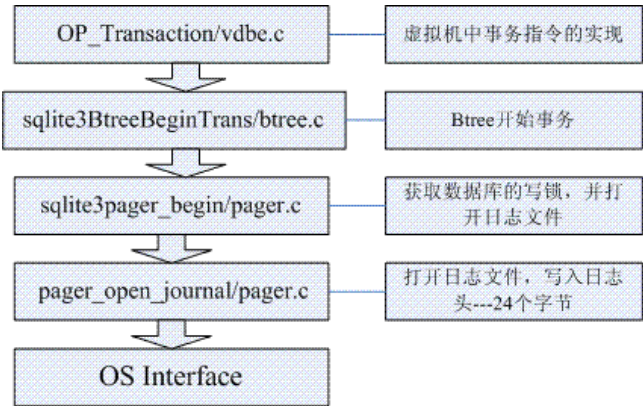 OP_Transaction/vdbe.c
虚拟机中事务指令的实现
sqlite3BtreeBeginTrans/btree.c
Btree开始事务
sqlite3pager_begin/pager.c
获取数据库的写锁，并打
开日志文件
pager_open_journal/pager.c
打开日志文件，写入日志
头---24个字节
OS Interface